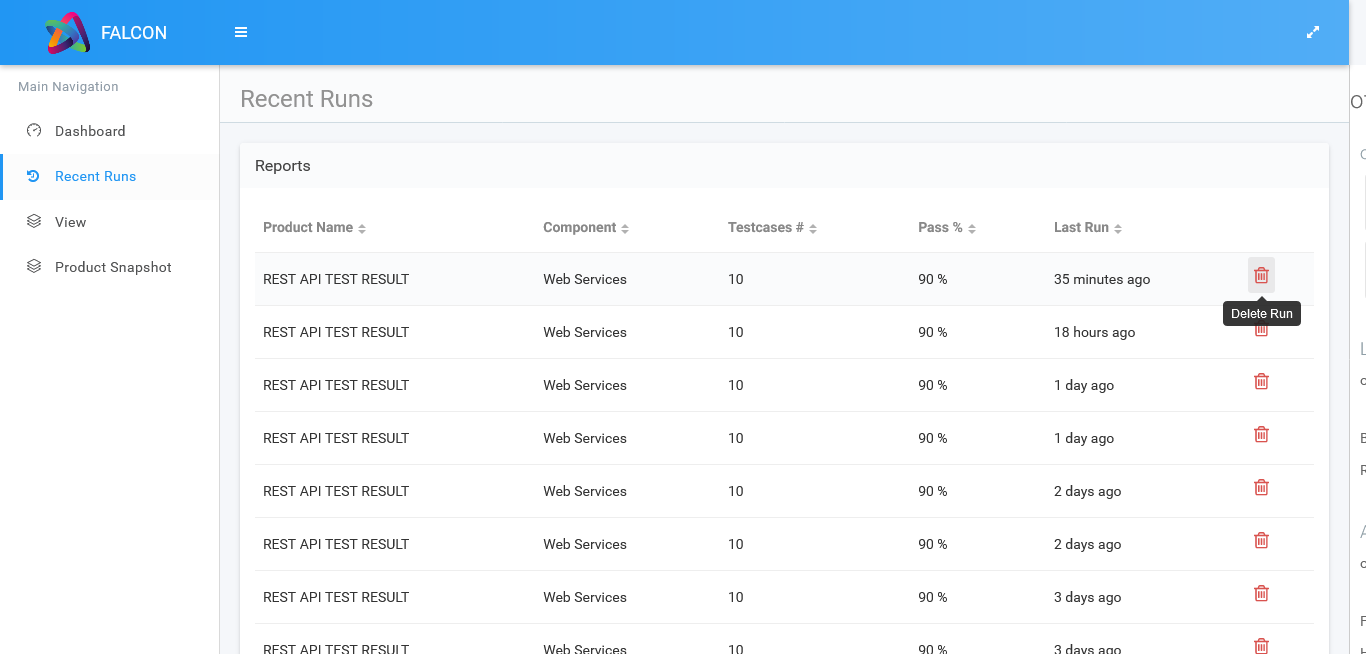 FALCON
Main Navigation
Dashboard
Recent Runs
View
Product Snapshot
Recent Runs
Reports
Product Name Component Testcases # Pass % Last Run
REST API TEST RESULT Web Services 10 90 % 35 minutes ago
Delete Run
REST API TEST RESULT Web Services 10 90 % 18 hours ago
REST API TEST RESULT Web Services 10 90 % 1 day ago
REST API TEST RESULT Web Services 10 90 % 1 day ago
REST API TEST RESULT Web Services 10 90 % 2 days ago
REST API TEST RESULT Web Services 10 90 % 2 days ago
REST API TEST RESULT Web Services 10 90 % 3 days ago
REST API TEST RESULT Web Services 10 90 % 3 days ago